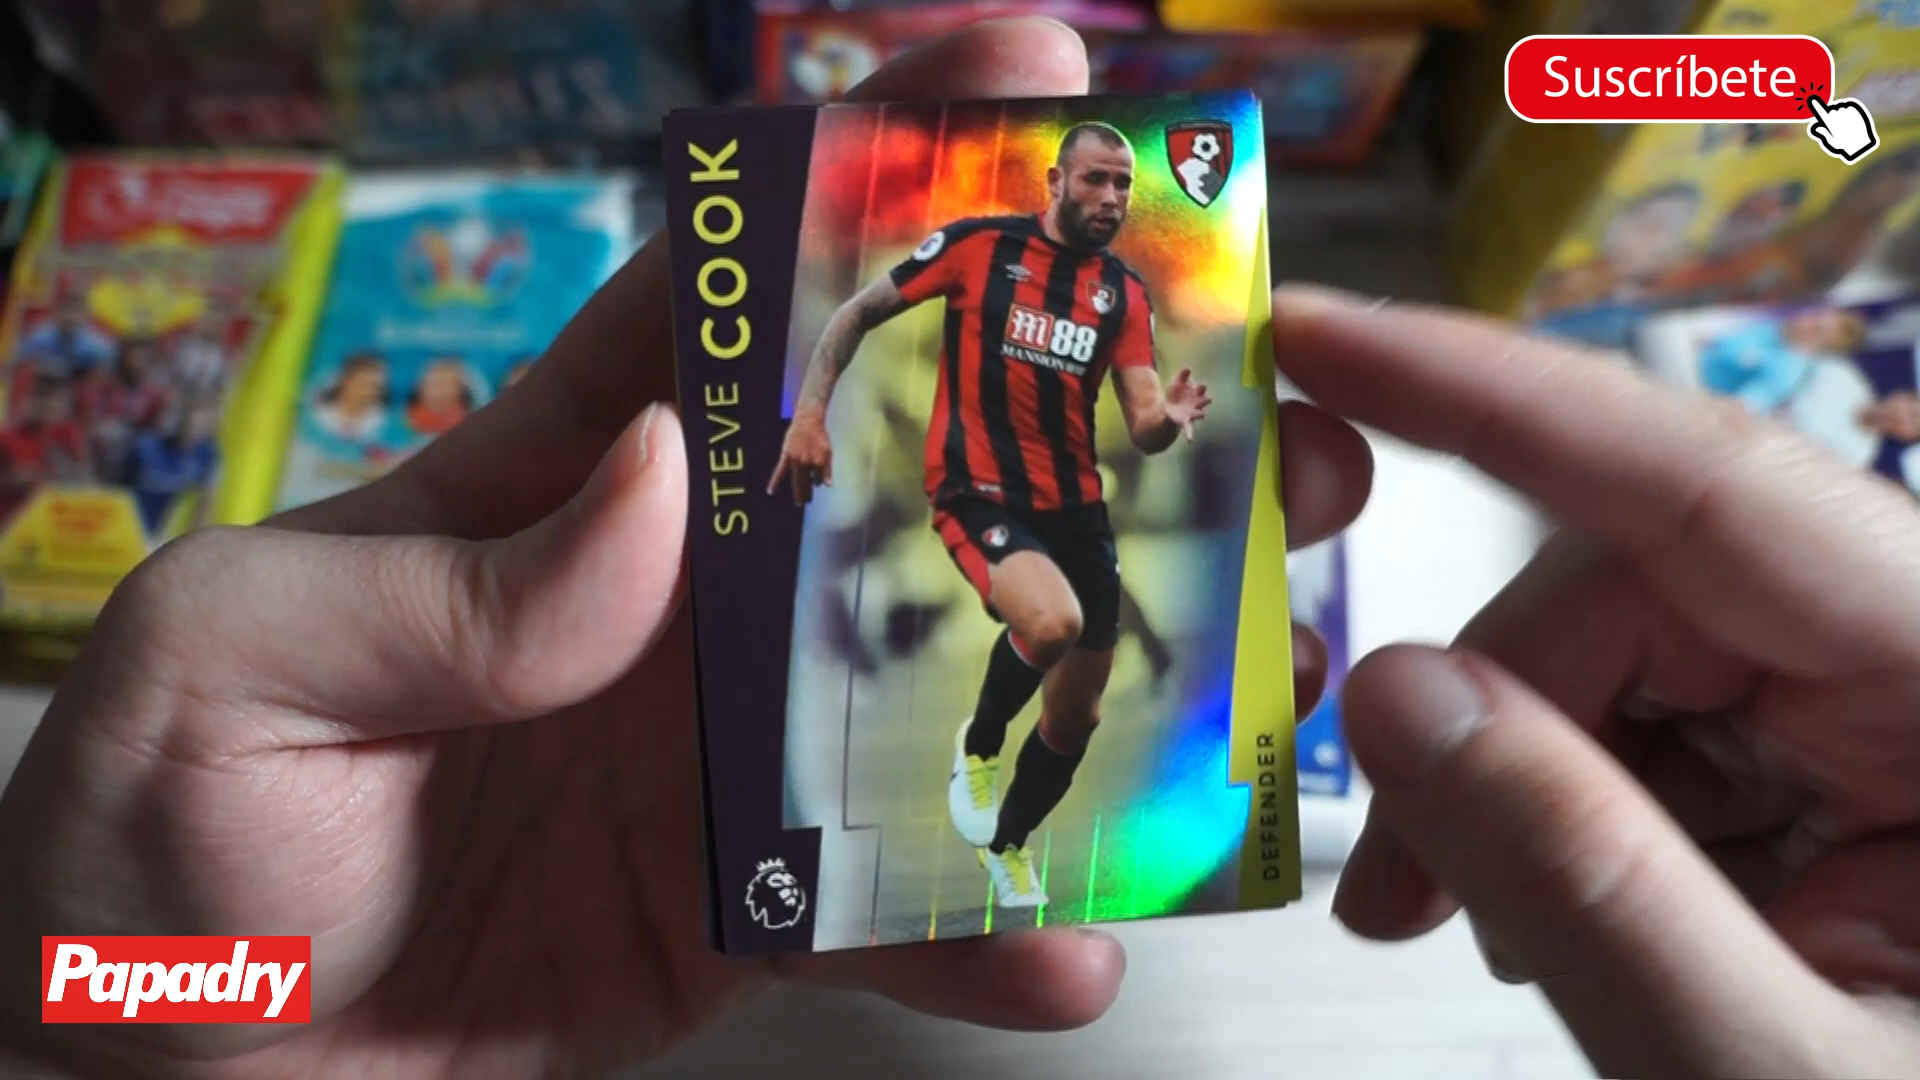 Suscríbete
STEVE COOK
M88
MANSION
DEFENDER
Papadry